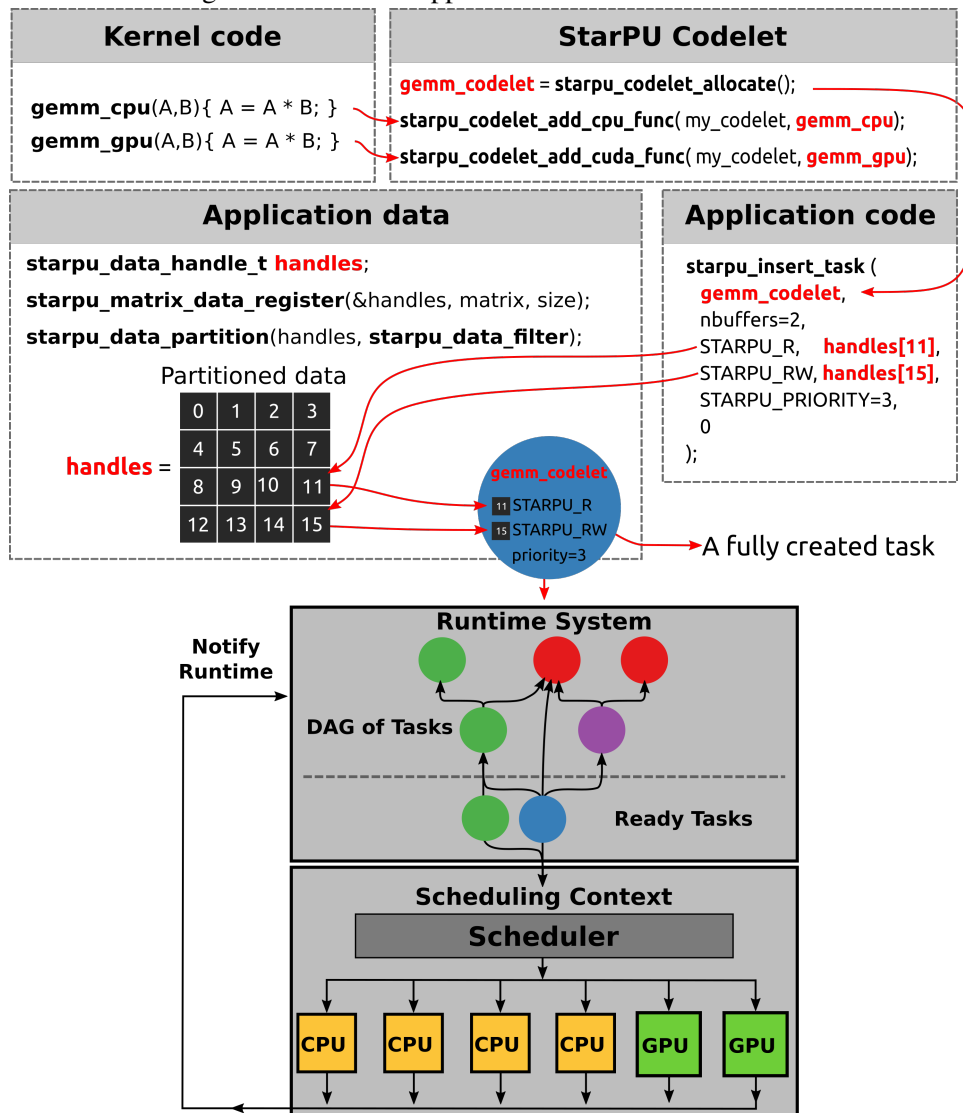 Kernel code
gemm_cpu(A,B){ A = A * B; }
gemm_gpu(A,B){ A = A * B; }
StarPU Codelet
gemm_codelet = starpu_codelet_allocate();
starpu_codelet_add_cpu_func( my_codelet, gemm_cpu);
starpu_codelet_add_cuda_func( my_codelet, gemm_gpu);
Application data
starpu_data_handle_t handles;
starpu_matrix_data_register(&handles, matrix, size);
starpu_data_partition(handles, starpu_data_filter);
Partitioned data
handles =
0 1 2 3
4 5 6 7
8 9 10 11
12 13 14 15
Application code
starpu_insert_task (
gemm_codelet,
nbuffers=2,
STARPU_R, handles[11],
STARPU_RW, handles[15],
STARPU_PRIORITY=3,
0
);
gemm_codelet
11 STARPU_R
15 STARPU_RW
priority=3
A fully created task
Notify
Runtime
Runtime System
DAG of Tasks
Ready Tasks
Scheduling Context
Scheduler
CPU CPU CPU CPU GPU GPU